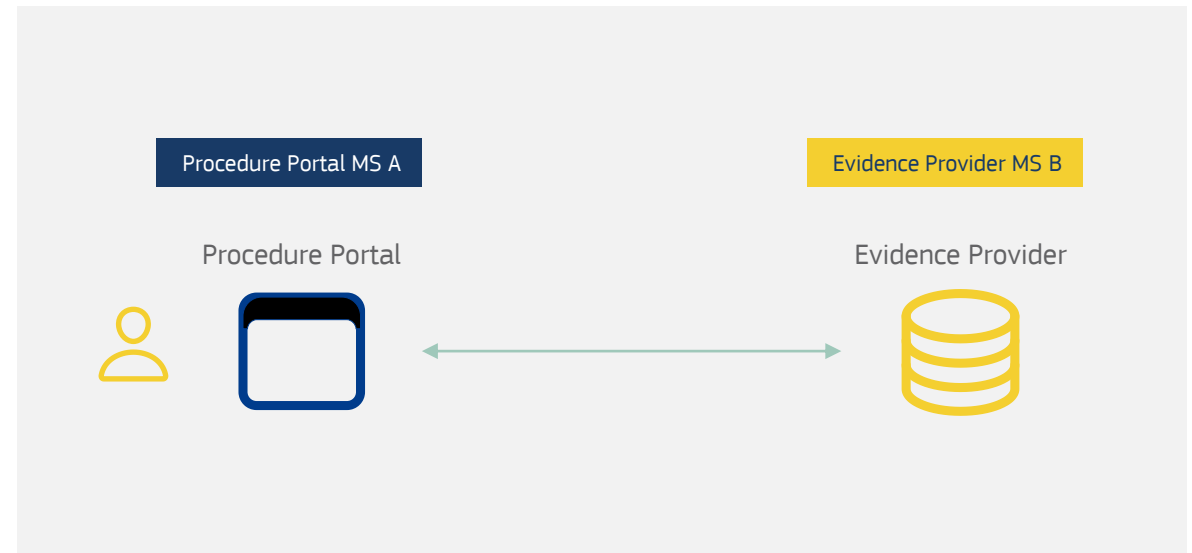 Procedure Portal MS A
Evidence Provider MS B
Procedure Portal
Evidence Provider